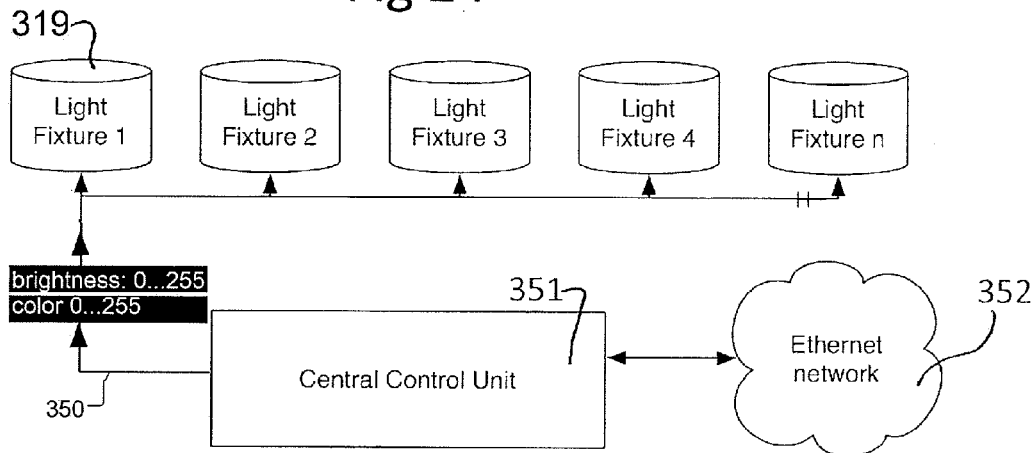 319
Light
Fixture 1
Light
Fixture 2
Light
Fixture 3
Light
Fixture 4
Light
Fixture n
brightness: 0...255
color 0...255
350
351
Central Control Unit
Ethernet
network
352